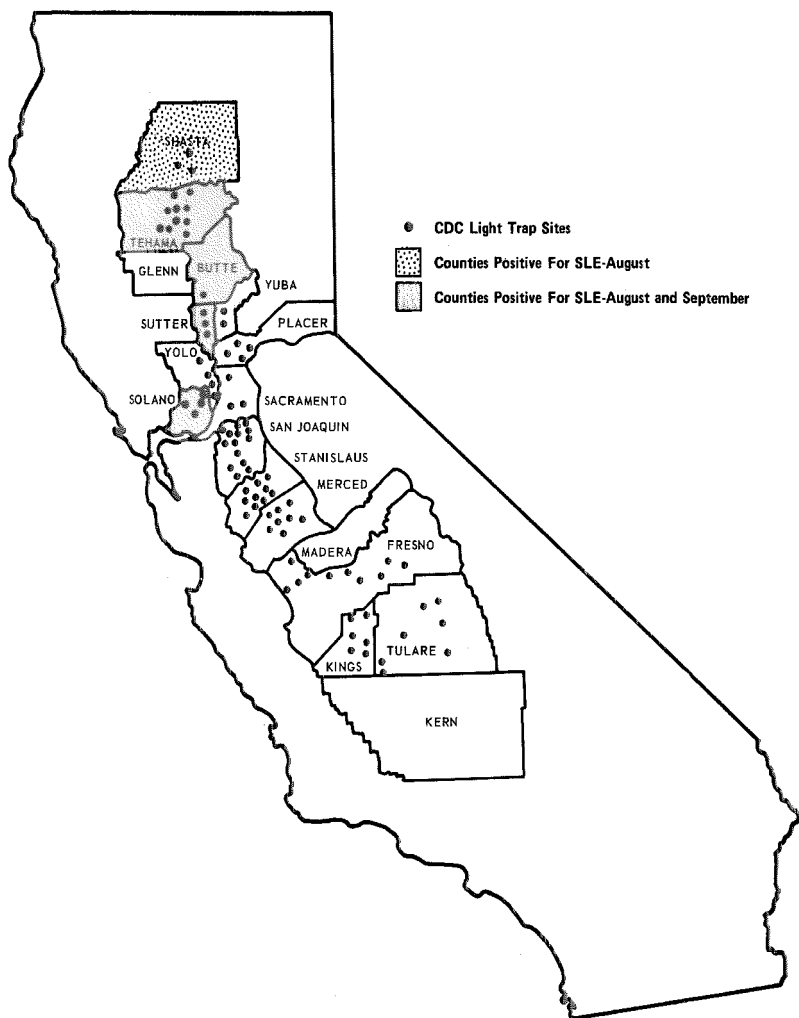 SHASTA
TEHAMA
GLENN
BUTTE
YUBA
SUTTER
PLACER
YOLO
SOLANO
SACRAMENTO
SAN JOAQUIN
STANISLAUS
MERCED
MADERA
FRESNO
KINGS
TULARE
KERN
CDC Light Trap Sites
Counties Positive For SLE-August
Counties Positive For SLE-August and September